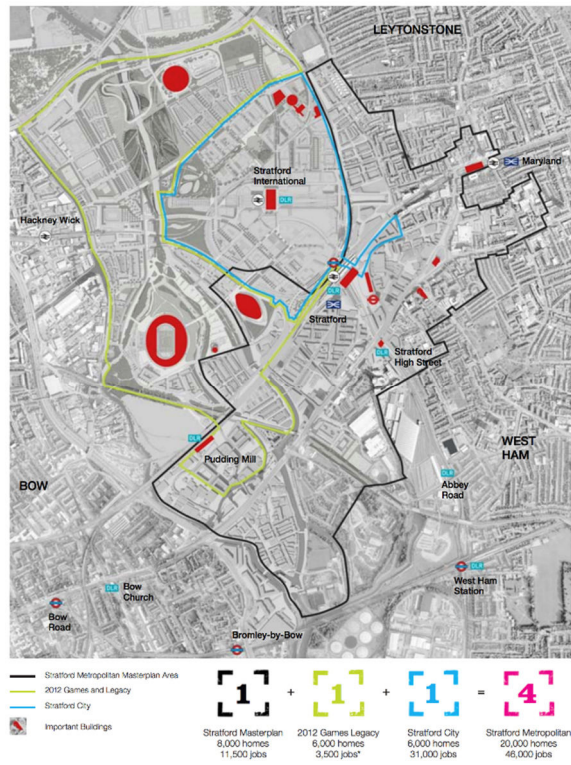 LEYTONSTONE
Maryland
Stratford
International
DLR
Hackney Wick
DLR
Stratford
DLR
Stratford
High Street
DLR
Pudding Mill
WEST
HAM
BOW
DLR
Abbey
Road
DLR
West Ham
Station
DLR
Bow
Church
Bow
Road
Bromley-by-Bow
Stratford Metropolitan Masterplan Area
2012 Games and Legacy
Stratford City
Important Buildings
1 + 1 + 1 = 4
Stratford Masterplan
8,000 homes
11,500 jobs
2012 Games Legacy
6,000 homes
3,500 jobs*
Stratford City
6,000 homes
31,000 jobs
Stratford Metropolitan
20,000 homes
46,000 jobs